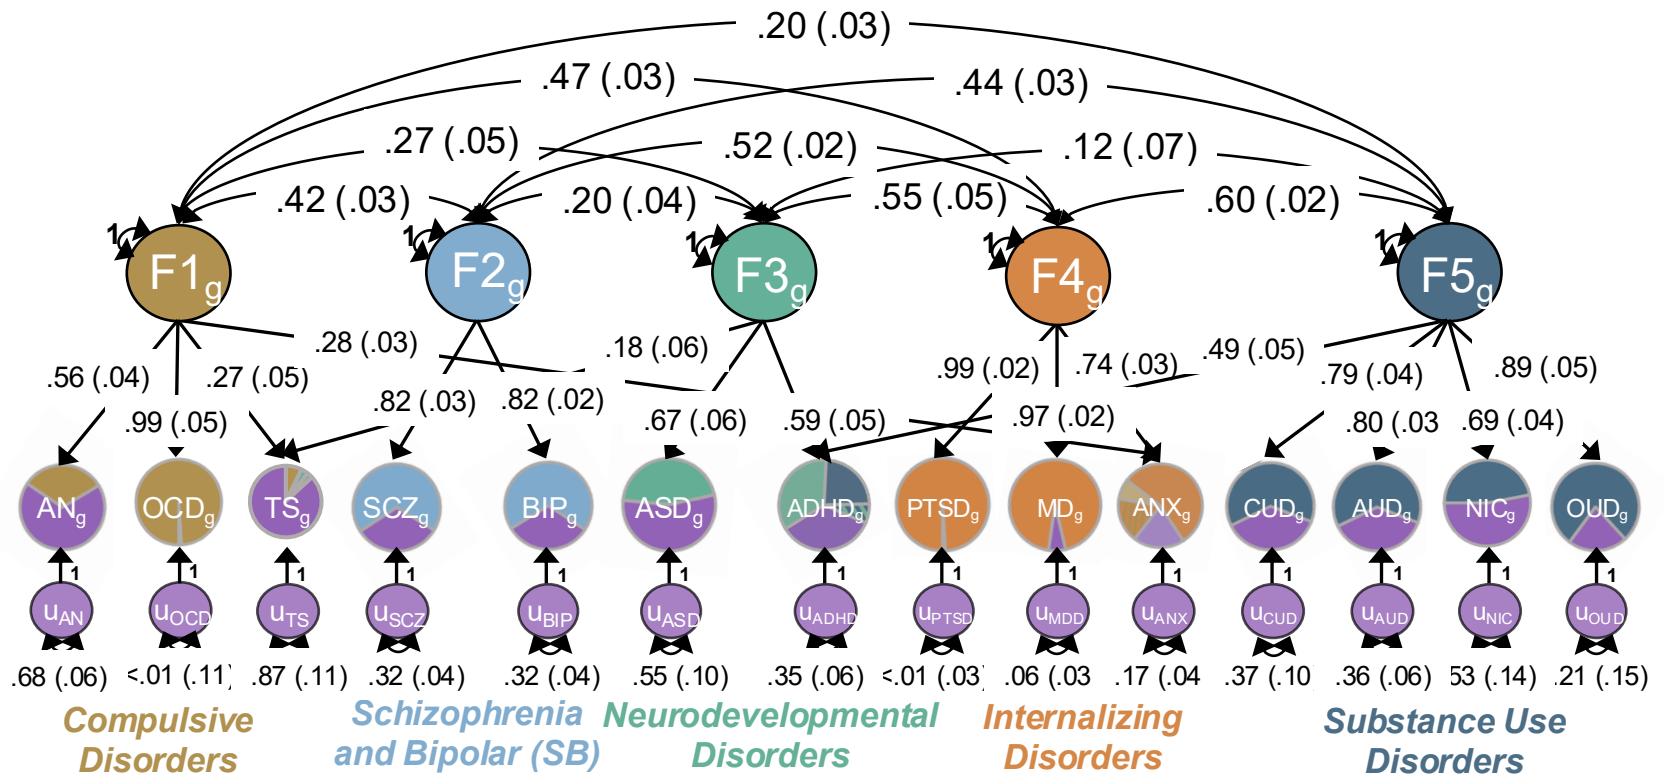 .20 (.03)
.47 (.03) .44 (.03)
.27 (.05) .52 (.02) .12 (.07)
.42 (.03) .20 (.04) .55 (.05) .60 (.02)
1 1 1 1 1
F1g F2g F3g F4g F5g
.28 (.03) .18 (.06) .49 (.05)
.56 (.04) .27 (.05) .99 (.02) .74 (.03) .79 (.04) .89 (.05)
.82 (.03) .82 (.02)
.99 (.05) .67 (.06) .59 (.05) .97 (.02) .80 (.03 .69 (.04)
ANg OCDg TSg SCZg BIPg ASDg ADHDg PTSDg MDg ANXg CUDg AUDg NICg OUDg
1 1 1 1 1 1 1 1 1 1 1 1 1 1
uAN uOCD uTS uSCZ uBIP uASD uADHD uPTSD uMDD uANX uCUD uAUD uNIC uOUD
.68 (.06) <.01 (.11) .87 (.11) .32 (.04) .32 (.04) .55 (.10) .35 (.06) <.01 (.03) .06 (.03 .17 (.04 .37 (.10 .36 (.06) 53 (.14) .21 (.15)
Compulsive
Disorders
Schizophrenia
and Bipolar (SB)
Neurodevelopmental
Disorders
Internalizing
Disorders
Substance Use
Disorders